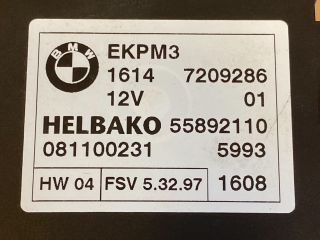 BMW
EKPM3
1614 7209286
12V 01
HELBAKO 55892110
081100231 5993
HW 04 FSV 5.32.97 1608